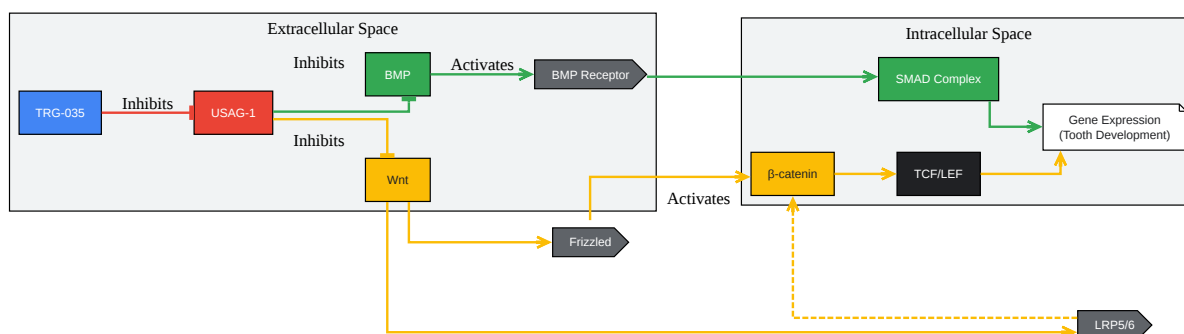 Extracellular Space
Intracellular Space
Inhibits
BMP
Activates
BMP Receptor
SMAD Complex
TRG-035
Inhibits
USAG-1
Gene Expression
(Tooth Development)
Inhibits
Wnt
β-catenin
TCF/LEF
Activates
Frizzled
LRP5/6